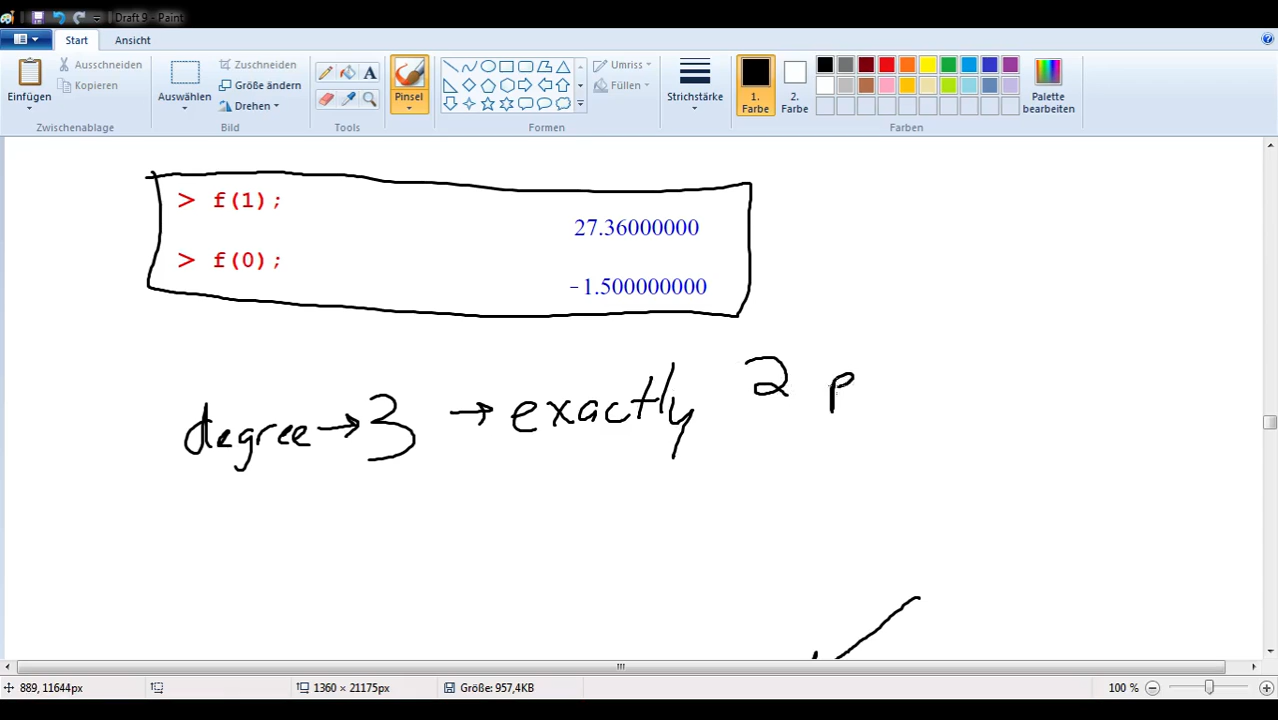 Draft 9 - Paint
Start Ansicht
Einfügen
Ausschneiden
Kopieren
Zwischenablage
Auswählen
Zuschneiden
Größe ändern
Drehen
Bild
A
Pinsel
Tools
Umriss
Füllen
Formen
Strichstärke
1. Farbe
2. Farbe
Palette bearbeiten
Farben
> f(1);
27.36000000
> f(0);
-1.500000000
degree → 3 → exactly 2 p
889, 11644px 1360 × 21175px Größe: 957,4KB 100 %